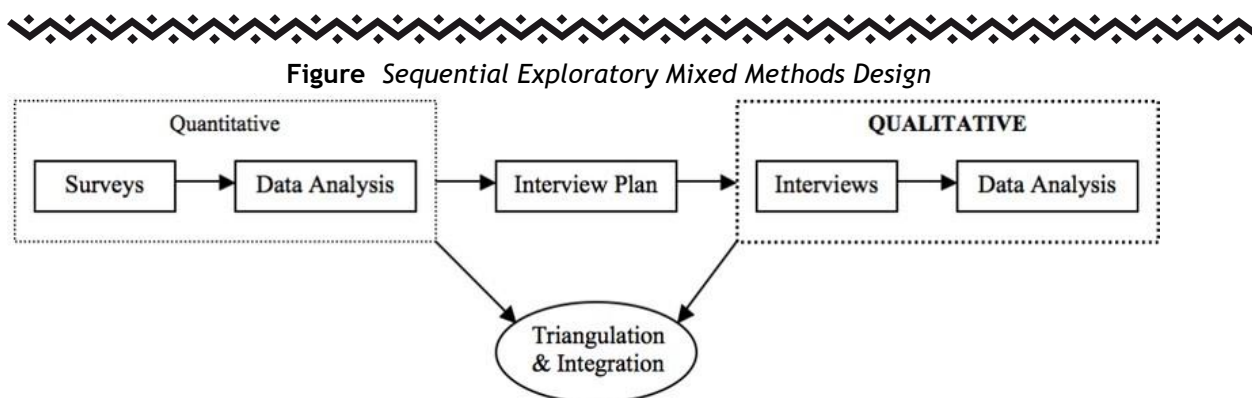 Figure Sequential Exploratory Mixed Methods Design
Quantitative
QUALITATIVE
Surveys
Data Analysis
Interview Plan
Interviews
Data Analysis
Triangulation
& Integration